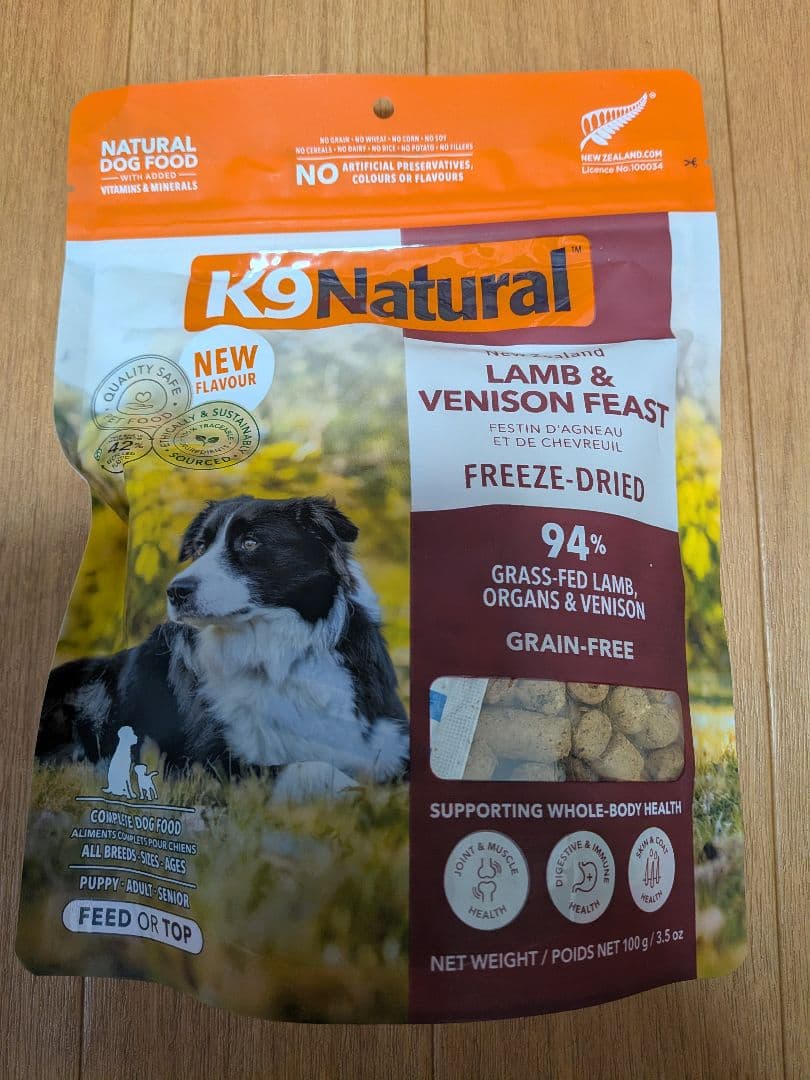 NATURAL
DOG FOOD
WITH ADDED
VITAMINS & MINERALS
NO GRAIN • NO WHEAT • NO CORN • NO SOY
NO CEREALS • NO DAIRY • NO RICE • NO POTATO • NO FILLERS
NO ARTIFICIAL PRESERVATIVES,
COLOURS OR FLAVOURS
NEWZEALAND.COM
Licence No.100034
K9 Natural™
NEW
FLAVOUR
QUALITY SAFE
PET FOOD
ETHICALLY & SUSTAINABLY
SOURCED
42%
New Zealand
LAMB &
VENISON FEAST
FESTIN D'AGNEAU
ET DE CHEVREUIL
FREEZE-DRIED
94%
GRASS-FED LAMB,
ORGANS & VENISON
GRAIN-FREE
SUPPORTING WHOLE-BODY HEALTH
JOINT & MUSCLE
HEALTH
DIGESTIVE & IMMUNE
HEALTH
SKIN & COAT
HEALTH
COMPLETE DOG FOOD
ALIMENTS COMPLETS POUR CHIENS
ALL BREEDS • SIZES • AGES
PUPPY • ADULT • SENIOR
FEED OR TOP
NET WEIGHT / POIDS NET 100 g / 3.5 oz